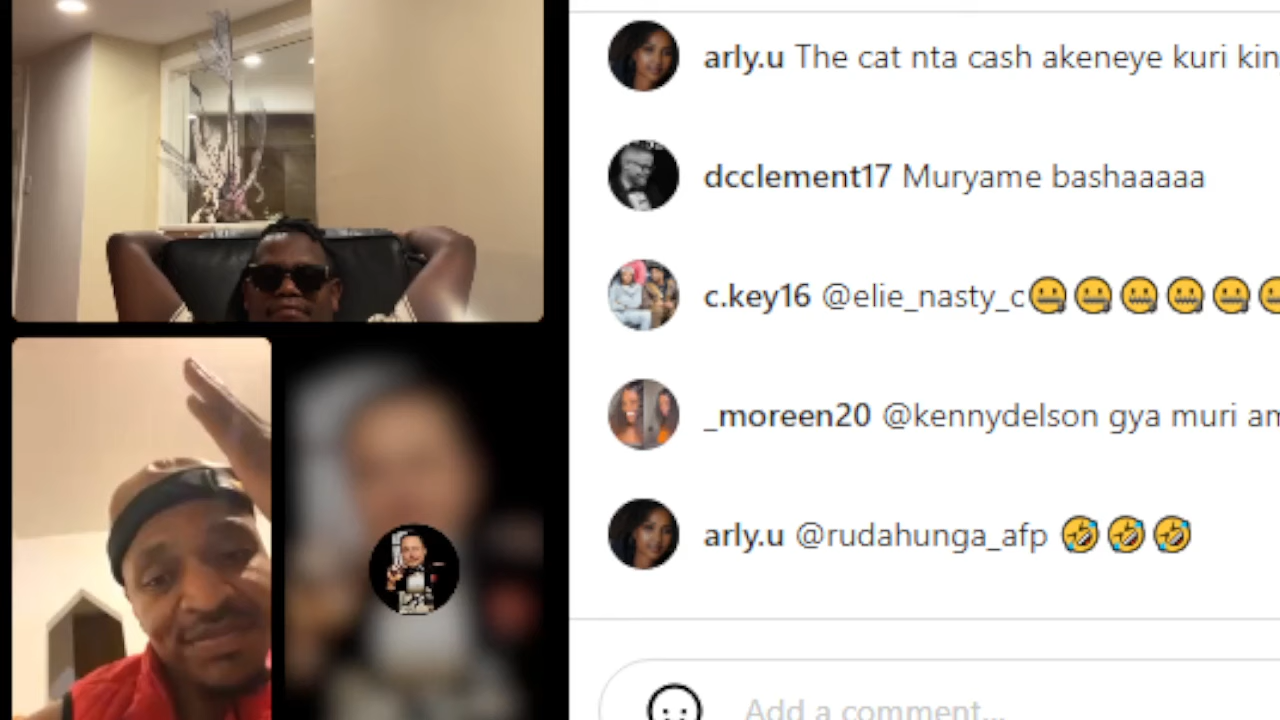 arly.u The cat nta cash akeneye kuri kin
dcclement17 Muryame bashaaaaa
c.key16 @elie_nasty_c🤐🤐🤐🤐🤐🤐
_moreen20 @kennydelson gya muri am
arly.u @rudahunga_afp 🤣🤣🤣
Add a comment...